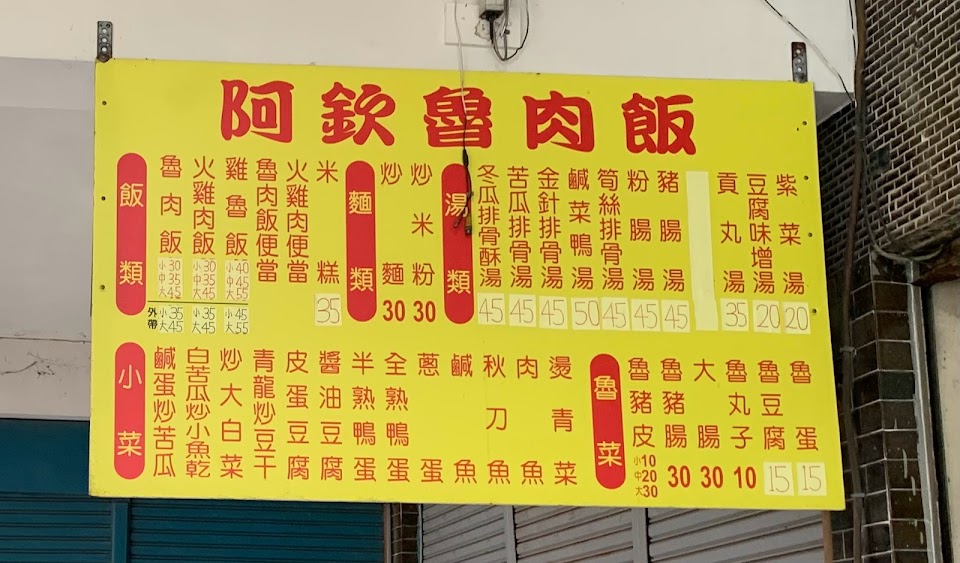 阿欽魯肉飯
飯類
魯肉飯 小30 中35 大45
外帶 小35 大45
火雞肉飯 小30 中35 大45
小35 大45
雞魯飯 小40 中45 大55
小45 大55
魯肉飯便當
火雞肉便當
米糕 35
麵類
炒麵 30
炒米粉 30
湯類
冬瓜排骨酥湯 45
苦瓜排骨湯 45
金針排骨湯 45
鹹菜鴨湯 50
筍絲排骨湯 45
粉腸湯 45
豬腸湯 45
貢丸湯 35
豆腐味增湯 20
紫菜湯 20
小菜
鹹蛋炒苦瓜
白苦瓜炒小魚乾
炒大白菜
青龍炒豆干
皮蛋豆腐
醬油豆腐
半熟鴨蛋
全熟鴨蛋
蔥蛋
鹹魚
秋刀魚
肉魚
燙青菜
魯菜
魯豬皮 小10 中20 大30
魯豬腸 30
大腸 30
魯丸子 10
魯豆腐 15
魯蛋 15